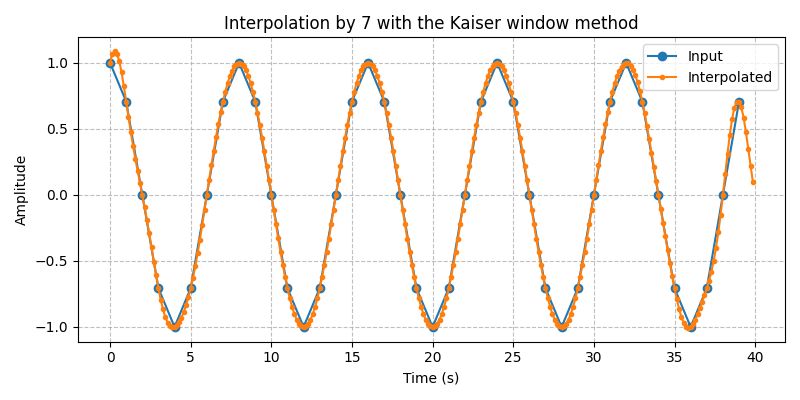 Interpolation by 7 with the Kaiser window method
Input
Interpolated
Amplitude
1.0
0.5
0.0
−0.5
−1.0
0 5 10 15 20 25 30 35 40
Time (s)